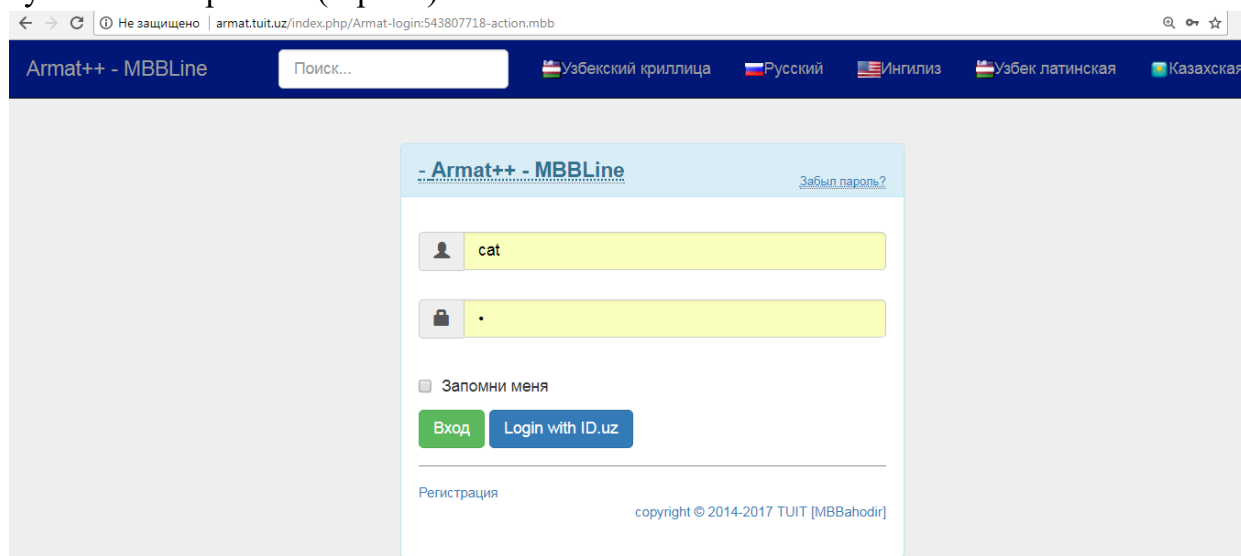 Не защищено | armat.tuit.uz/index.php/Armat-login:543807718-action.mbb
Armat++ - MBBLine Поиск... Узбекский криллица Русский Ингилиз Узбек латинская Казахская
- Armat++ - MBBLine Забыл пароль?
cat
•
Запомни меня
Вход Login with ID.uz
Регистрация
copyright © 2014-2017 TUIT [MBBahodir]